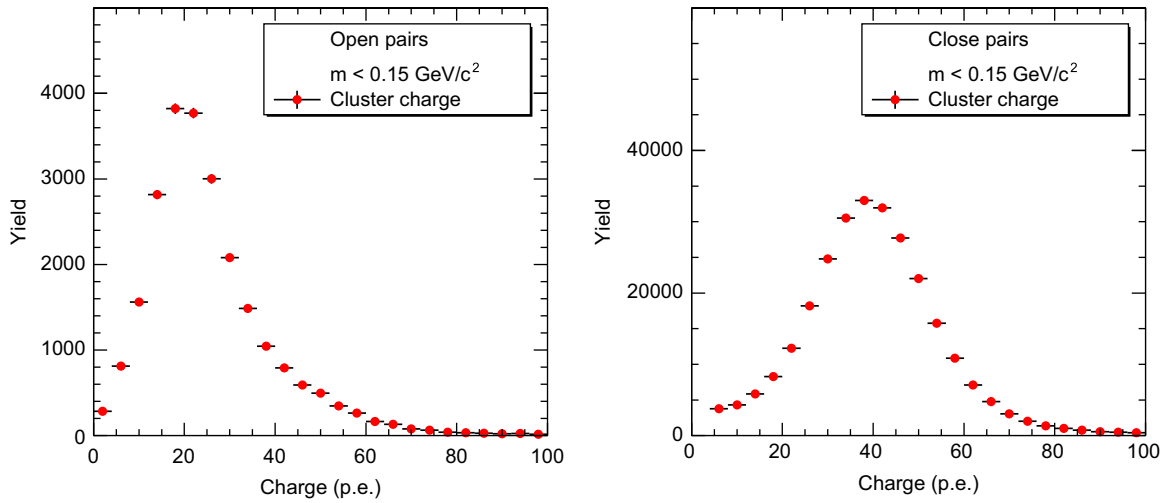 Open pairs
m < 0.15 GeV/c²
Cluster charge
4000
3000
2000
1000
0
Yield
0 20 40 60 80 100
Charge (p.e.)
Close pairs
m < 0.15 GeV/c²
Cluster charge
40000
20000
0
Yield
0 20 40 60 80 100
Charge (p.e.)